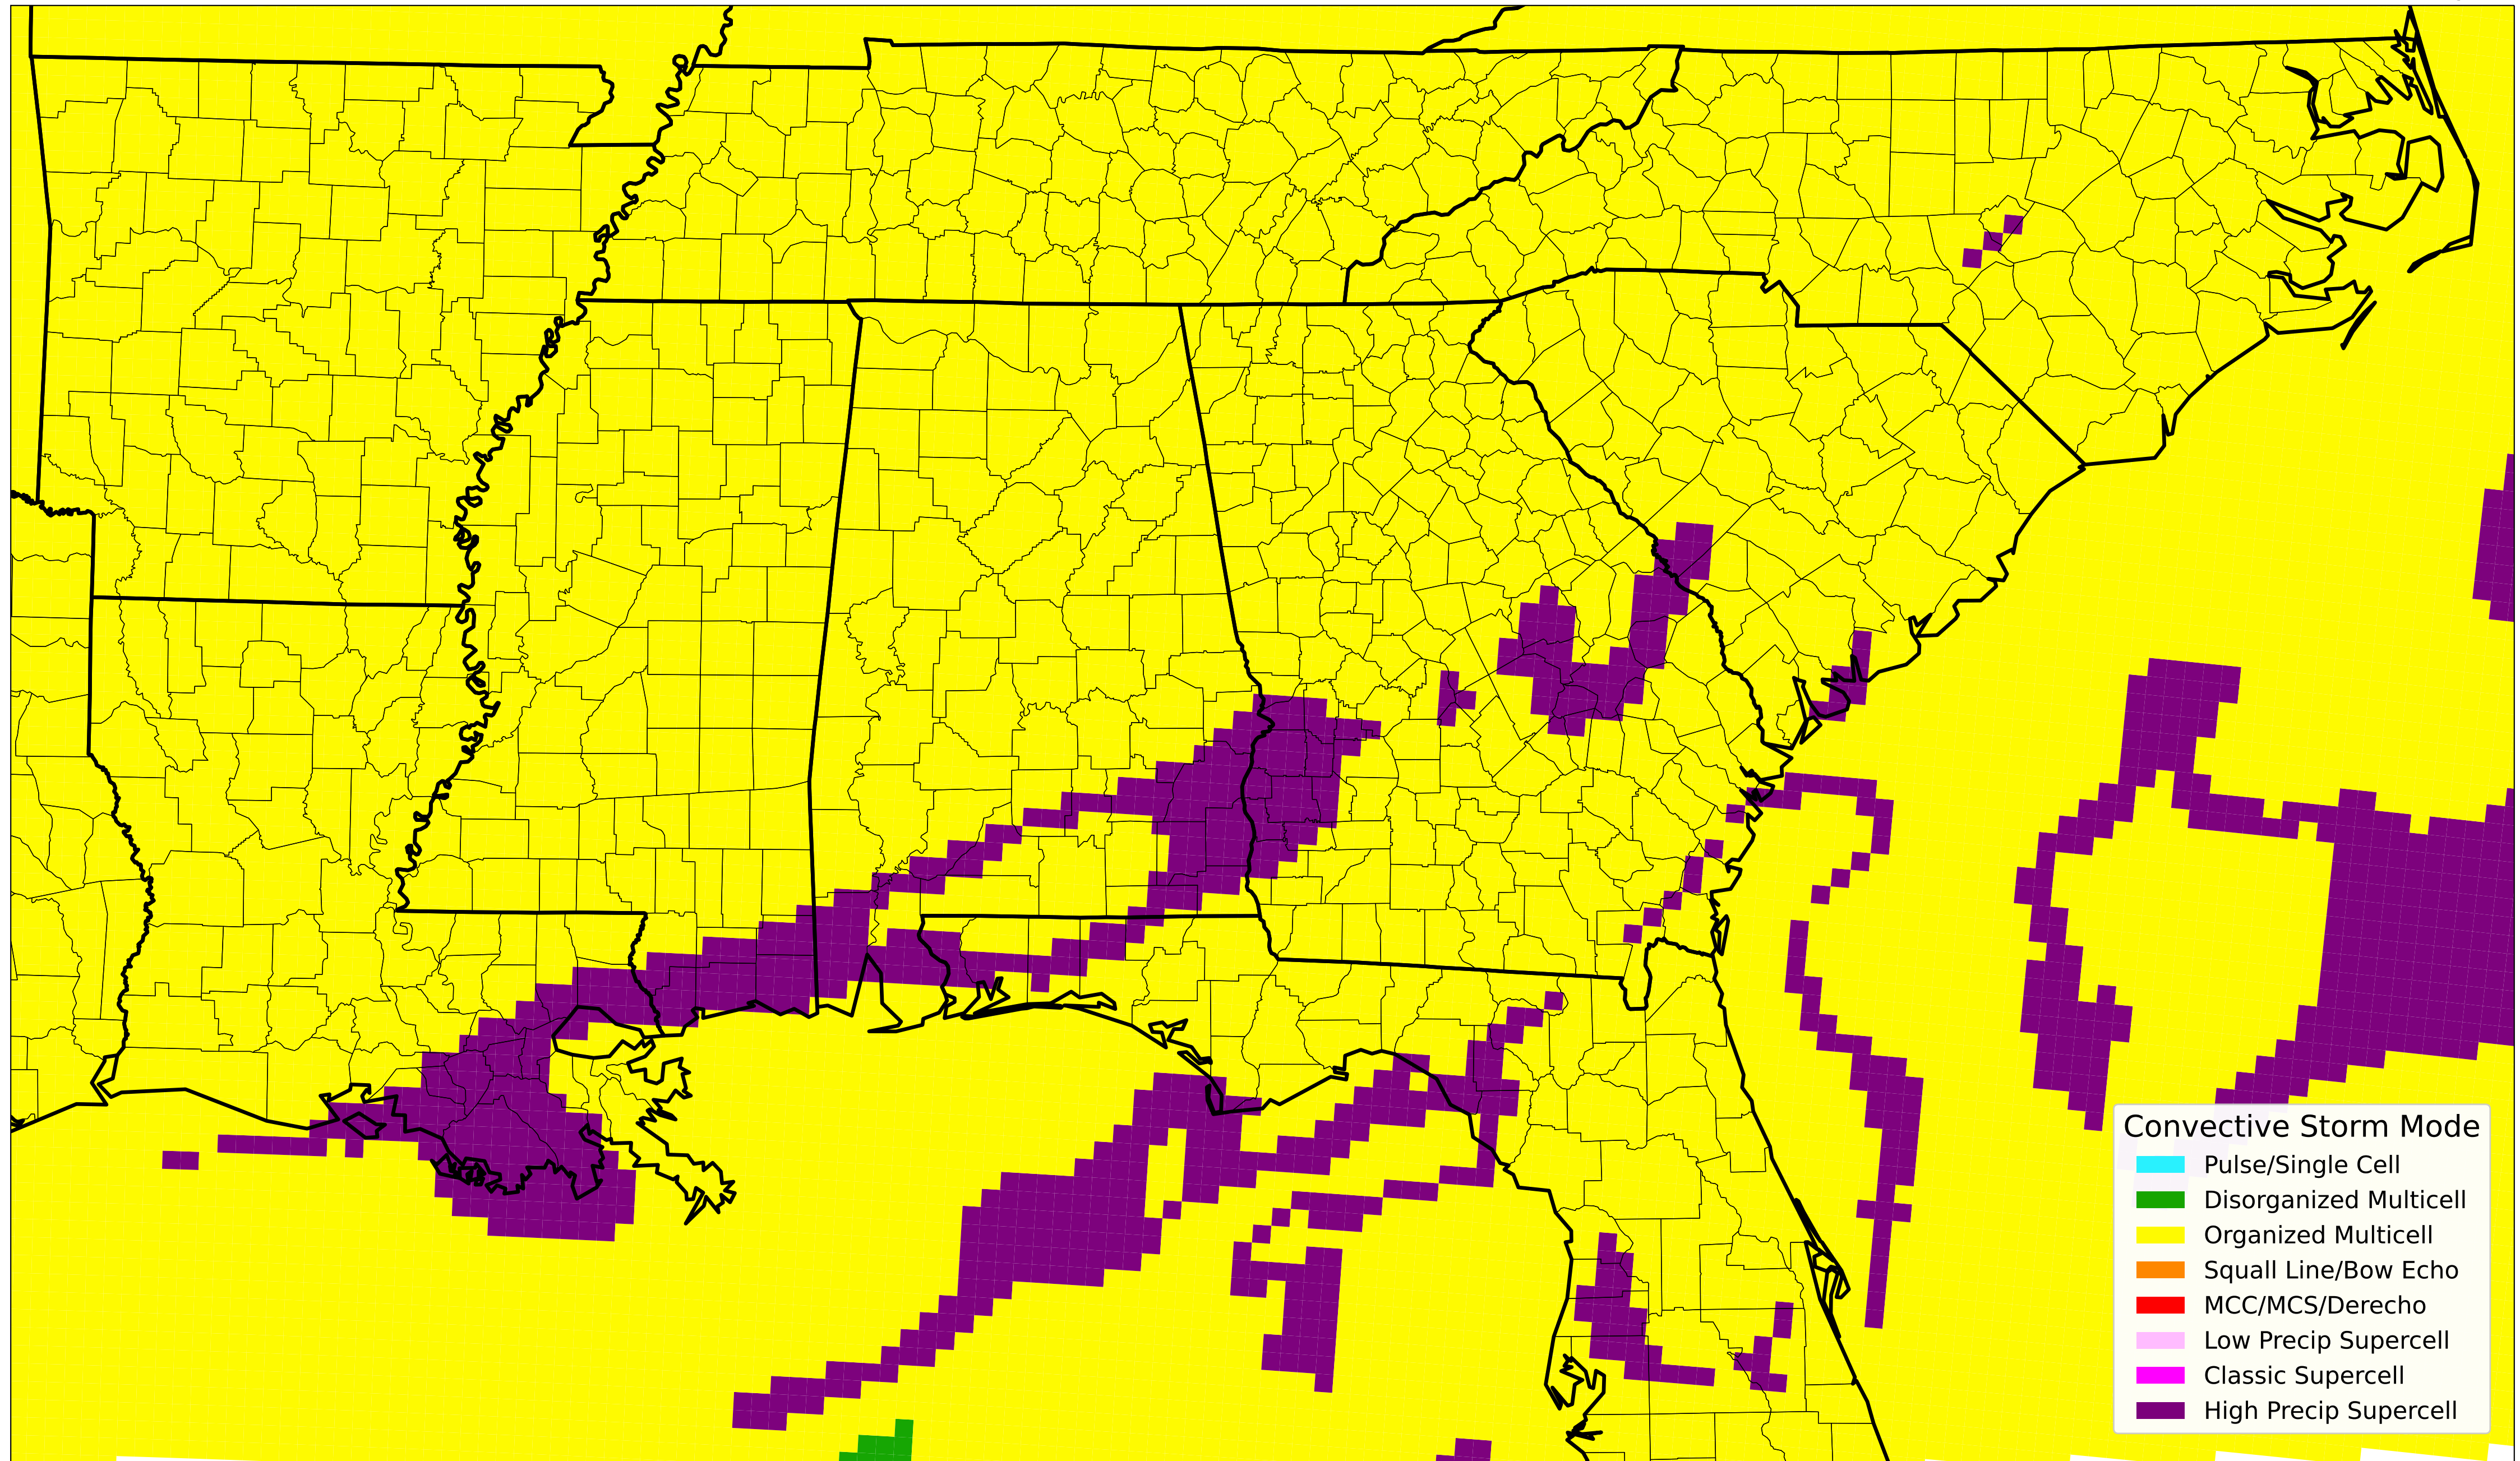 Convective Storm Mode
Pulse/Single Cell
Disorganized Multicell
Organized Multicell
Squall Line/Bow Echo
MCC/MCS/Derecho
Low Precip Supercell
Classic Supercell
High Precip Supercell